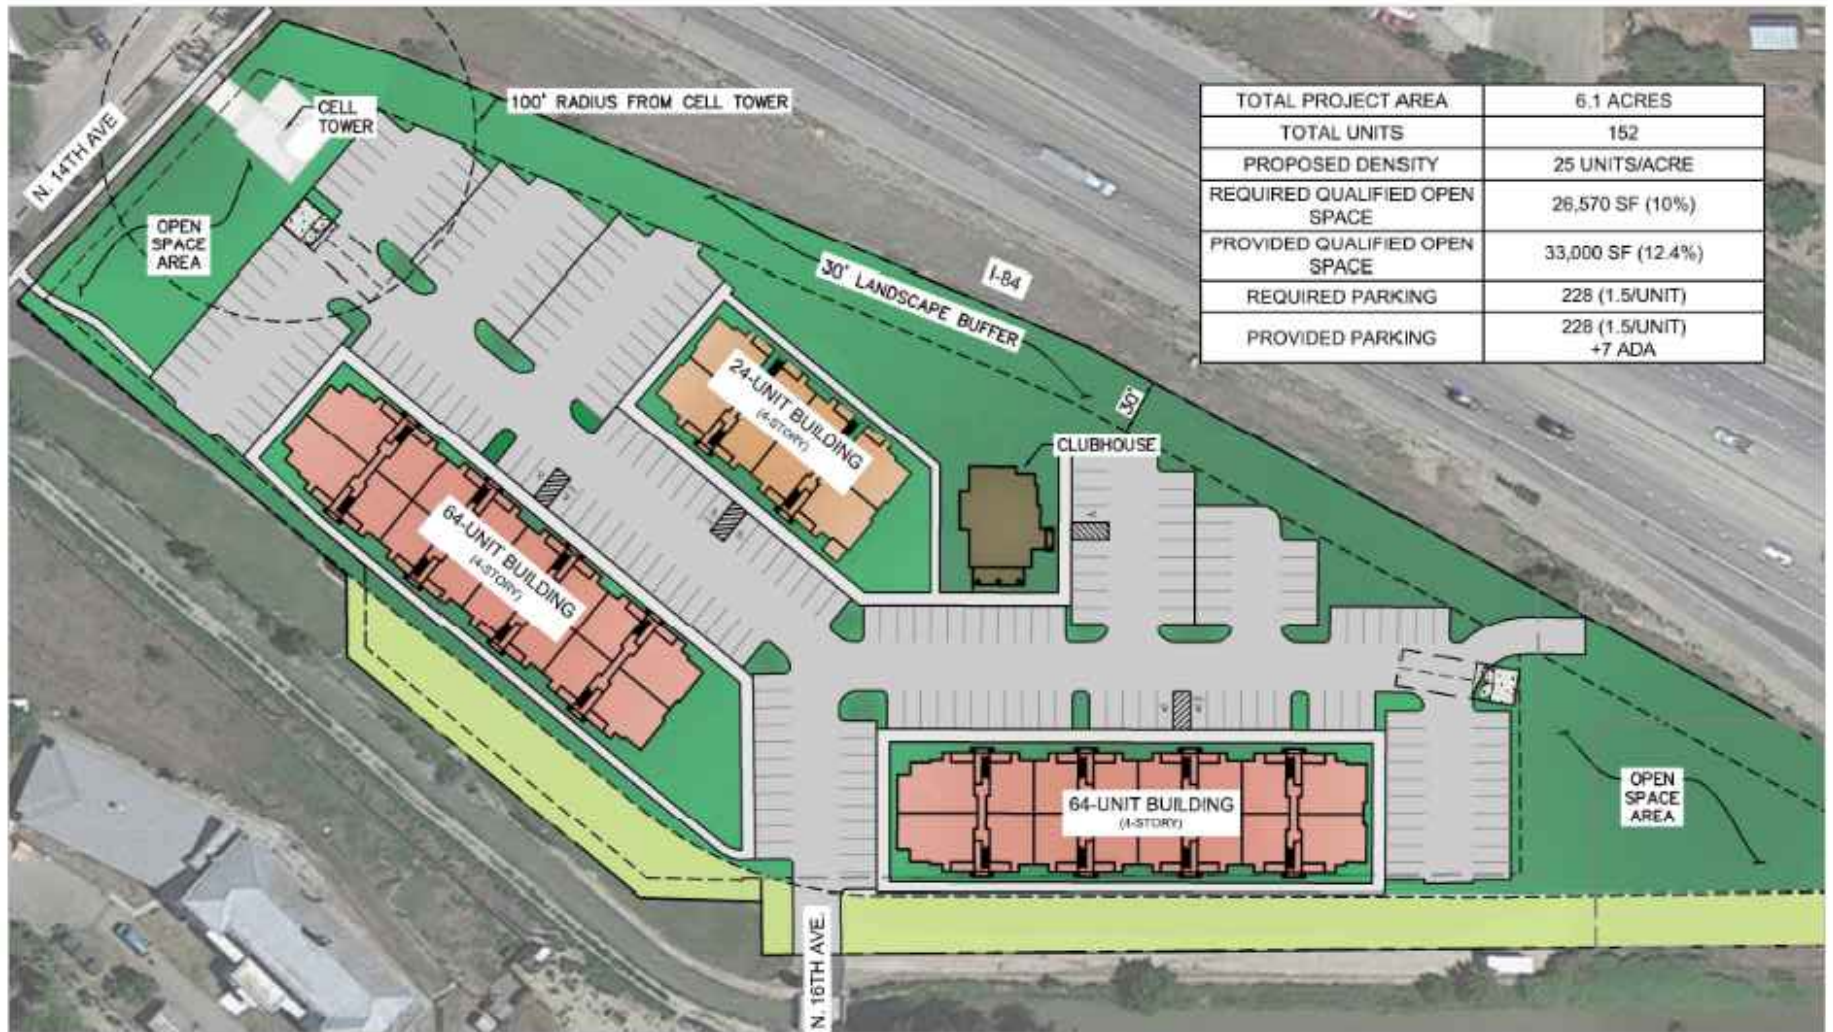 N. 14TH AVE
CELL
TOWER
100' RADIUS FROM CELL TOWER
OPEN
SPACE
AREA
30' LANDSCAPE BUFFER
I-84
30'
TOTAL PROJECT AREA 6.1 ACRES
TOTAL UNITS 152
PROPOSED DENSITY 25 UNITS/ACRE
REQUIRED QUALIFIED OPEN
SPACE 26,570 SF (10%)
PROVIDED QUALIFIED OPEN
SPACE 33,000 SF (12.4%)
REQUIRED PARKING 228 (1.5/UNIT)
PROVIDED PARKING 228 (1.5/UNIT)
+7 ADA
24-UNIT BUILDING
(4-STORY)
CLUBHOUSE
64-UNIT BUILDING
(4-STORY)
64-UNIT BUILDING
(4-STORY)
OPEN
SPACE
AREA
N. 16TH AVE.